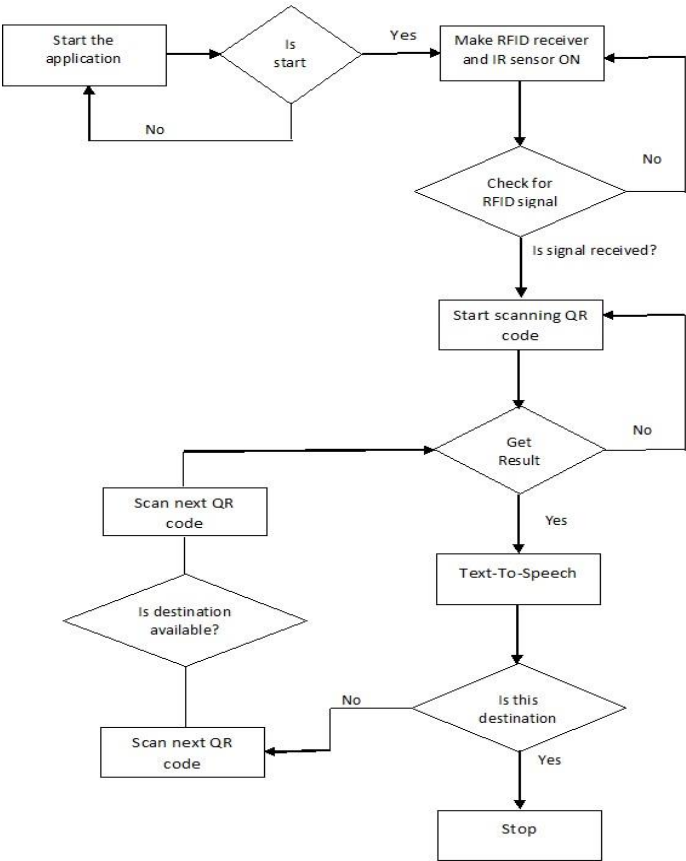 Start the
application
Is
start
Yes
No
Make RFID receiver
and IR sensor ON
No
Check for
RFID signal
Is signal received?
Start scanning QR
code
No
Get
Result
Yes
Scan next QR
code
Text-To-Speech
Is destination
available?
No
Is this
destination
Scan next QR
code
Yes
Stop